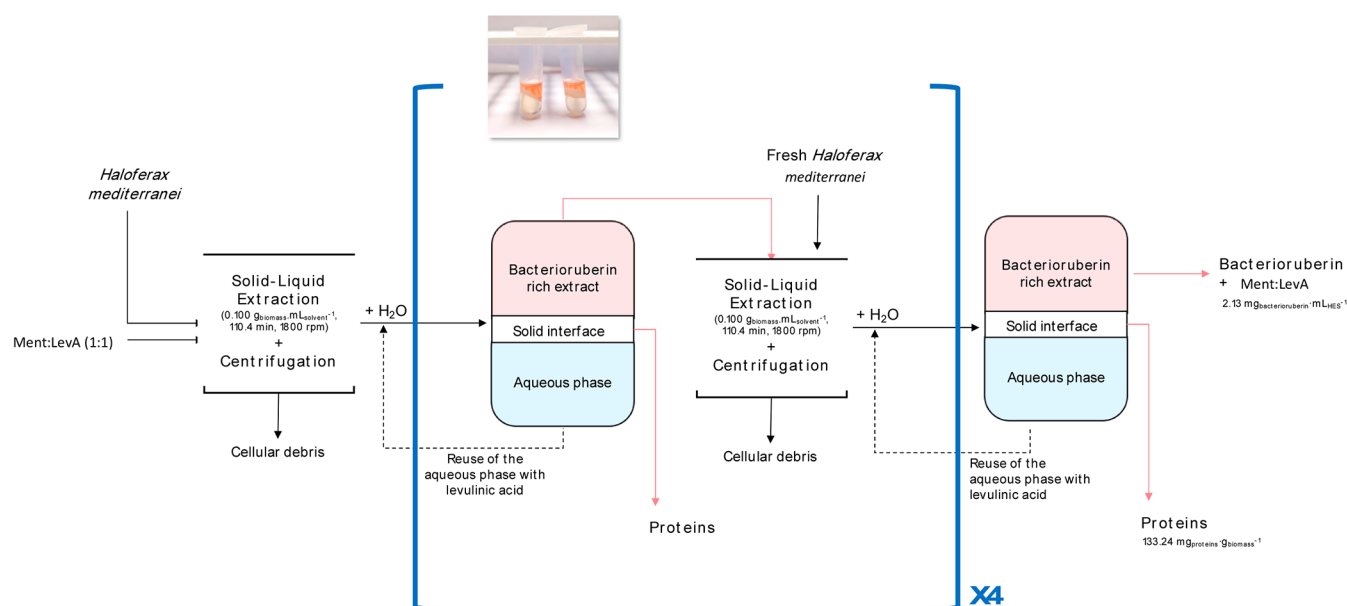 Haloferax
mediterranei
Ment:LevA (1:1)
Solid-Liquid
Extraction
(0.100 gbiomass.mLsolvent-1,
110.4 min, 1800 rpm)
+
Centrifugation
Cellular debris
+ H2O
Bacterioruberin
rich extract
Solid interface
Aqueous phase
Reuse of the
aqueous phase with
levulinic acid
Proteins
Fresh Haloferax
mediterranei
Solid-Liquid
Extraction
(0.100 gbiomass.mLsolvent-1,
110.4 min, 1800 rpm)
+
Centrifugation
Cellular debris
+ H2O
Bacterioruberin
rich extract
Solid interface
Aqueous phase
Reuse of the
aqueous phase with
levulinic acid
Bacterioruberin
+ Ment:LevA
2.13 mgbacterioruberin.mLHES-1
Proteins
133.24 mgproteins.gbiomass-1
X4